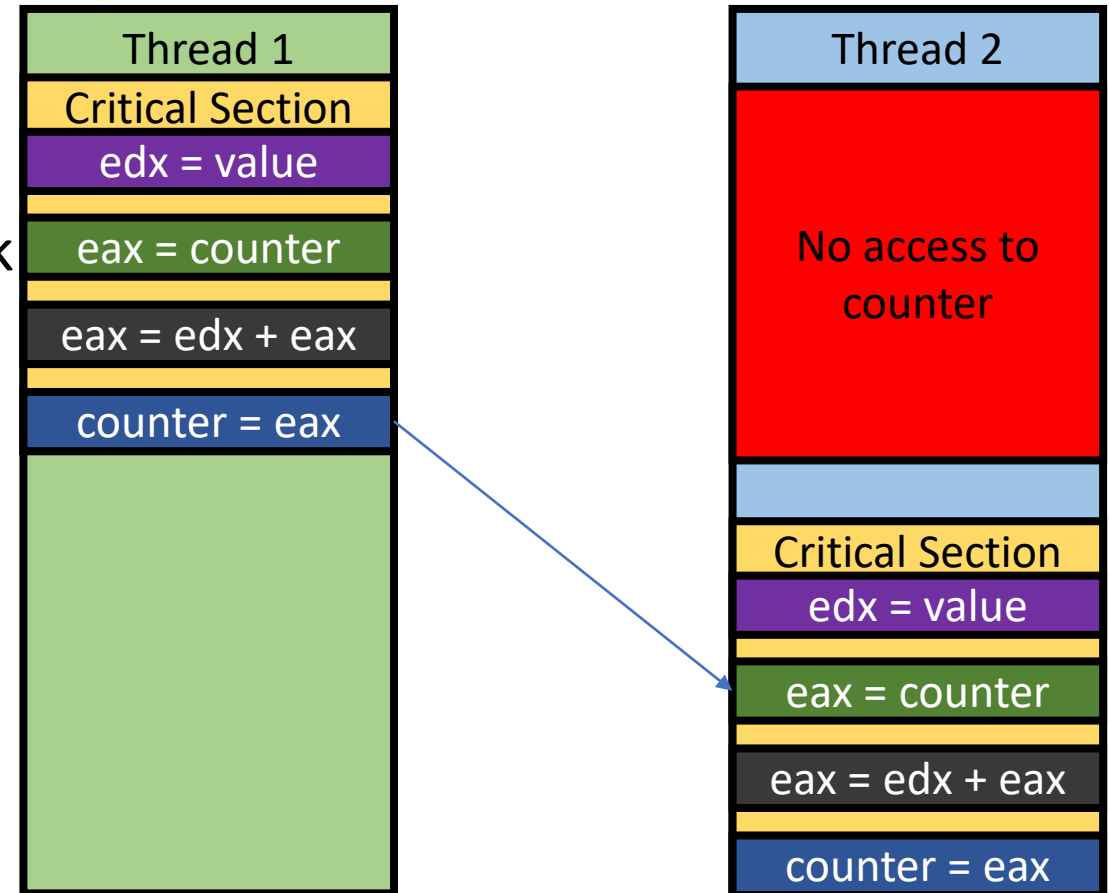 Thread 1
Critical Section
edx = value
k
eax = counter
eax = edx + eax
counter = eax
Thread 2
No access to
counter
Critical Section
edx = value
eax = counter
eax = edx + eax
counter = eax